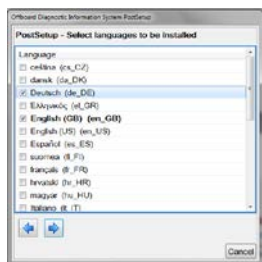 Offboard Diagnostic Information System PostSetup
PostSetup - Select languages to be installed
Language
čeština (cs_CZ)
dansk (da_DK)
Deutsch (de_DE)
Ελληνικός (el_GR)
English (GB) (en_GB)
English (US) (en_US)
Español (es_ES)
suomea (fi_FI)
français (fr_FR)
hrvatski (hr_HR)
magyar (hu_HU)
Italiano (it_IT)
Cancel